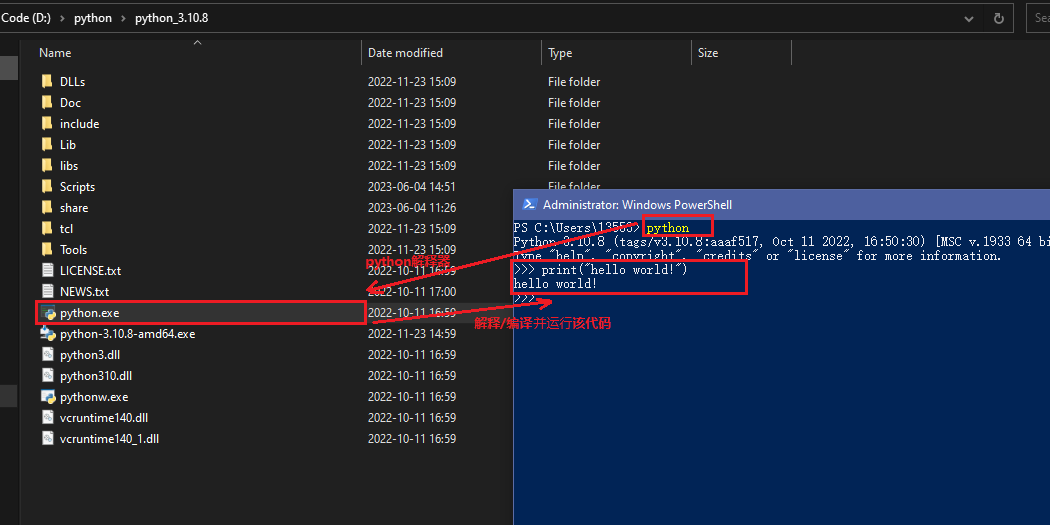 Code (D:) > python > python_3.10.8
Name Date modified Type Size
DLLs 2022-11-23 15:09 File folder
Doc 2022-11-23 15:09 File folder
include 2022-11-23 15:09 File folder
Lib 2022-11-23 15:09 File folder
libs 2022-11-23 15:09 File folder
Scripts 2023-06-04 14:51 File folder
share 2023-06-04 11:26
tcl 2022-11-23 15:09
Tools 2022-11-23 15:09
LICENSE.txt 2022-10-11 16:59
NEWS.txt 2022-10-11 17:00
python.exe 2022-10-11 16:59
python-3.10.8-amd64.exe 2022-11-23 14:59
python3.dll 2022-10-11 16:59
python310.dll 2022-10-11 16:59
pythonw.exe 2022-10-11 16:59
vcruntime140.dll 2022-10-11 16:59
vcruntime140_1.dll 2022-10-11 16:59
Administrator: Windows PowerShell
PS C:\Users\13556> python
Python 3.10.8 (tags/v3.10.8:aaaf517, Oct 11 2022, 16:50:30) [MSC v.1933 64 bi
Type "help", "copyright", "credits" or "license" for more information.
>>> print("hello world!")
hello world!
>>>
python解释器
解释/编译并运行该代码